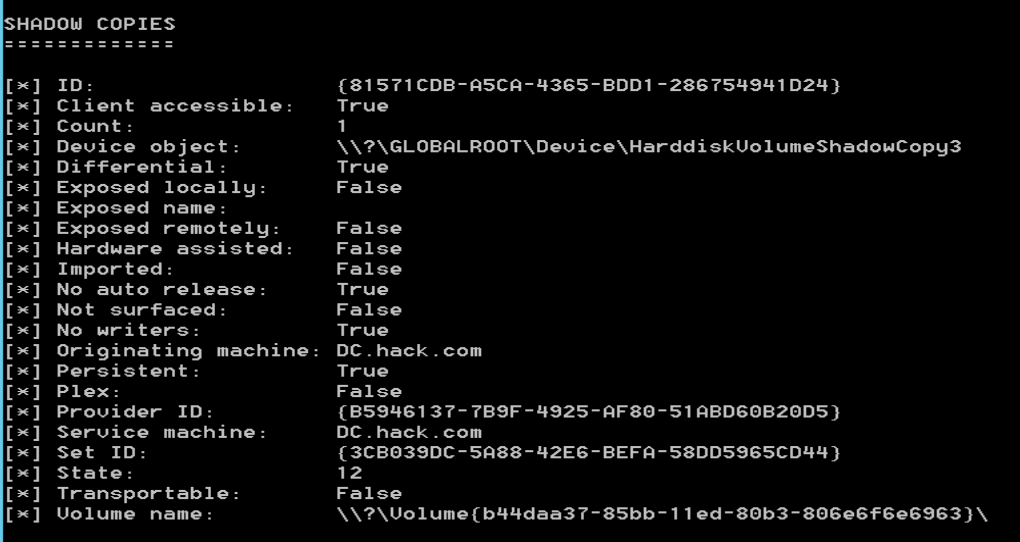 SHADOW COPIES
=============
[*] ID: {81571CDB-A5CA-4365-BDD1-286754941D24}
[*] Client accessible: True
[*] Count: 1
[*] Device object: \\?\GLOBALROOT\Device\HarddiskVolumeShadowCopy3
[*] Differential: True
[*] Exposed locally: False
[*] Exposed name:
[*] Exposed remotely: False
[*] Hardware assisted: False
[*] Imported: False
[*] No auto release: True
[*] Not surfaced: False
[*] No writers: True
[*] Originating machine: DC.hack.com
[*] Persistent: True
[*] Plex: False
[*] Provider ID: {B5946137-7B9F-4925-AF80-51ABD60B20D5}
[*] Service machine: DC.hack.com
[*] Set ID: {3CB039DC-5A88-42E6-BEFA-58DD5965CD44}
[*] State: 12
[*] Transportable: False
[*] Volume name: \\?\Volume{b44daa37-85bb-11ed-80b3-806e6f6e6963}\